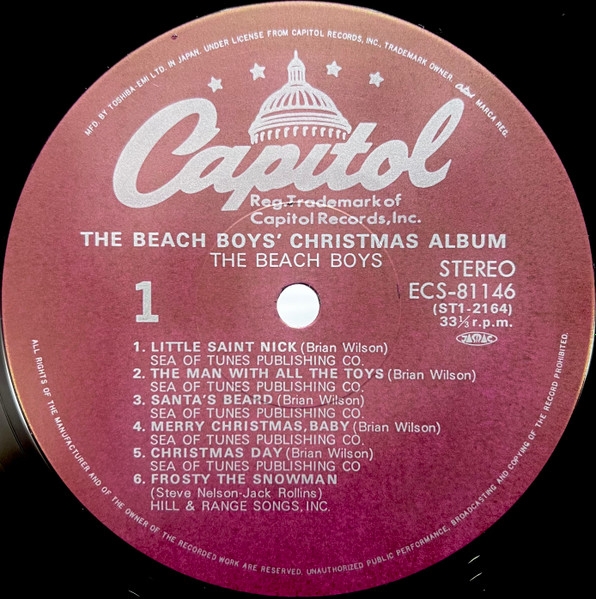 MFD. BY TOSHIBA-EMI LTD. IN JAPAN. UNDER LICENSE FROM CAPITOL RECORDS, INC., TRADEMARK OWNER. Capitol MARCA REG.
Capitol
Reg. Trademark of
Capitol Records, Inc.
THE BEACH BOYS' CHRISTMAS ALBUM
THE BEACH BOYS
1
STEREO
ECS-81146
(ST1-2164)
33⅓ r.p.m.
JASRAC
1. LITTLE SAINT NICK (Brian Wilson)
SEA OF TUNES PUBLISHING CO.
2. THE MAN WITH ALL THE TOYS (Brian Wilson)
SEA OF TUNES PUBLISHING CO.
3. SANTA'S BEARD (Brian Wilson)
SEA OF TUNES PUBLISHING CO.
4. MERRY CHRISTMAS, BABY (Brian Wilson)
SEA OF TUNES PUBLISHING CO.
5. CHRISTMAS DAY (Brian Wilson)
SEA OF TUNES PUBLISHING CO
6. FROSTY THE SNOWMAN
(Steve Nelson-Jack Rollins)
HILL & RANGE SONGS, INC.
ALL RIGHTS OF THE MANUFACTURER AND OF THE OWNER OF THE RECORDED WORK ARE RESERVED. UNAUTHORIZED PUBLIC PERFORMANCE, BROADCASTING AND COPYING OF THE RECORD PROHIBITED.